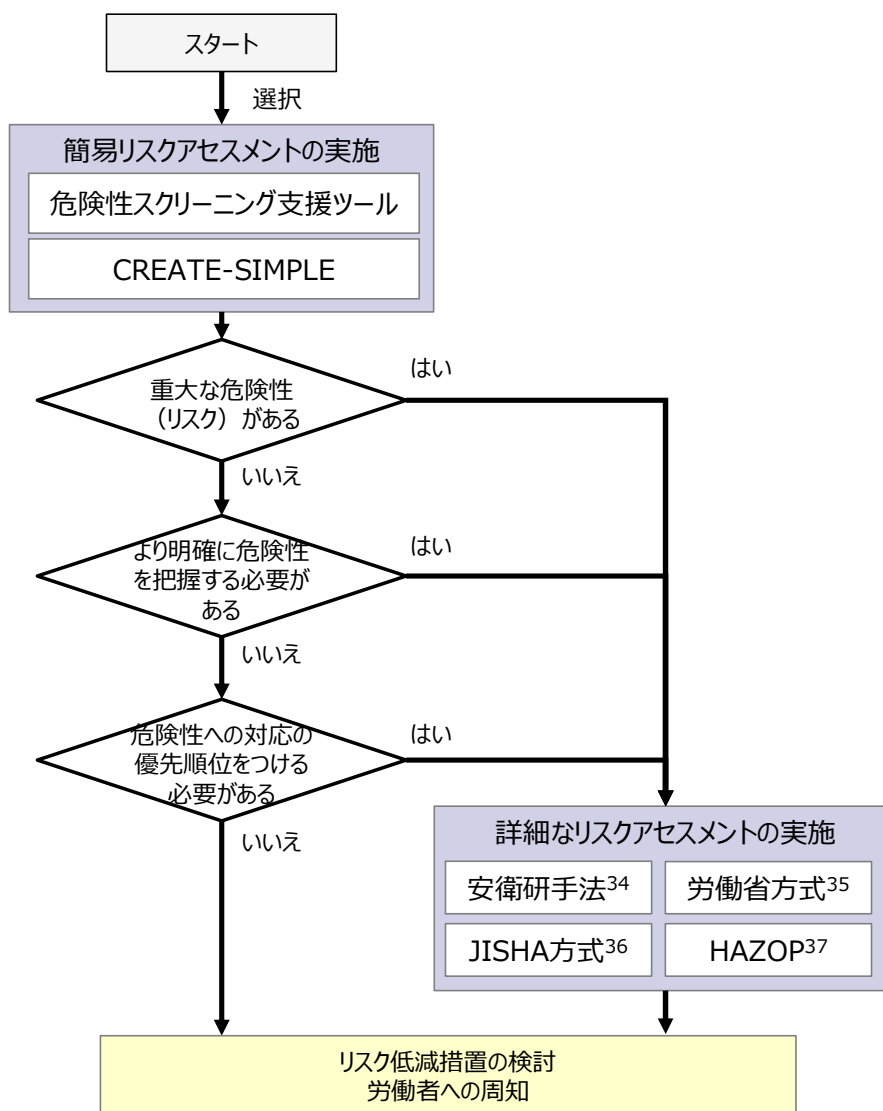 スタート
選択
簡易リスクアセスメントの実施
危険性スクリーニング支援ツール
CREATE-SIMPLE
重大な危険性
（リスク）がある
はい
いいえ
より明確に危険性
を把握する必要が
ある
はい
いいえ
危険性への対応の
優先順位をつける
必要がある
はい
いいえ
詳細なリスクアセスメントの実施
安衛研手法34
労働省方式35
JISHA方式36
HAZOP37
リスク低減措置の検討
労働者への周知